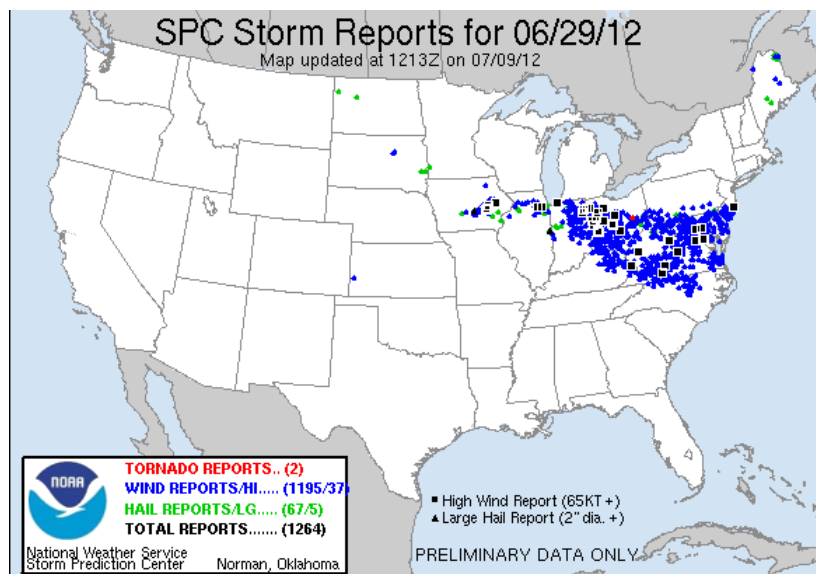 SPC Storm Reports for 06/29/12
Map updated at 1213Z on 07/09/12
NOAA
TORNADO REPORTS.. (2)
WIND REPORTS/HI..... (1195/37)
HAIL REPORTS/LG..... (67/5)
TOTAL REPORTS....... (1264)
National Weather Service
Storm Prediction Center Norman, Oklahoma
High Wind Report (65KT +)
Large Hail Report (2" dia. +)
PRELIMINARY DATA ONLY